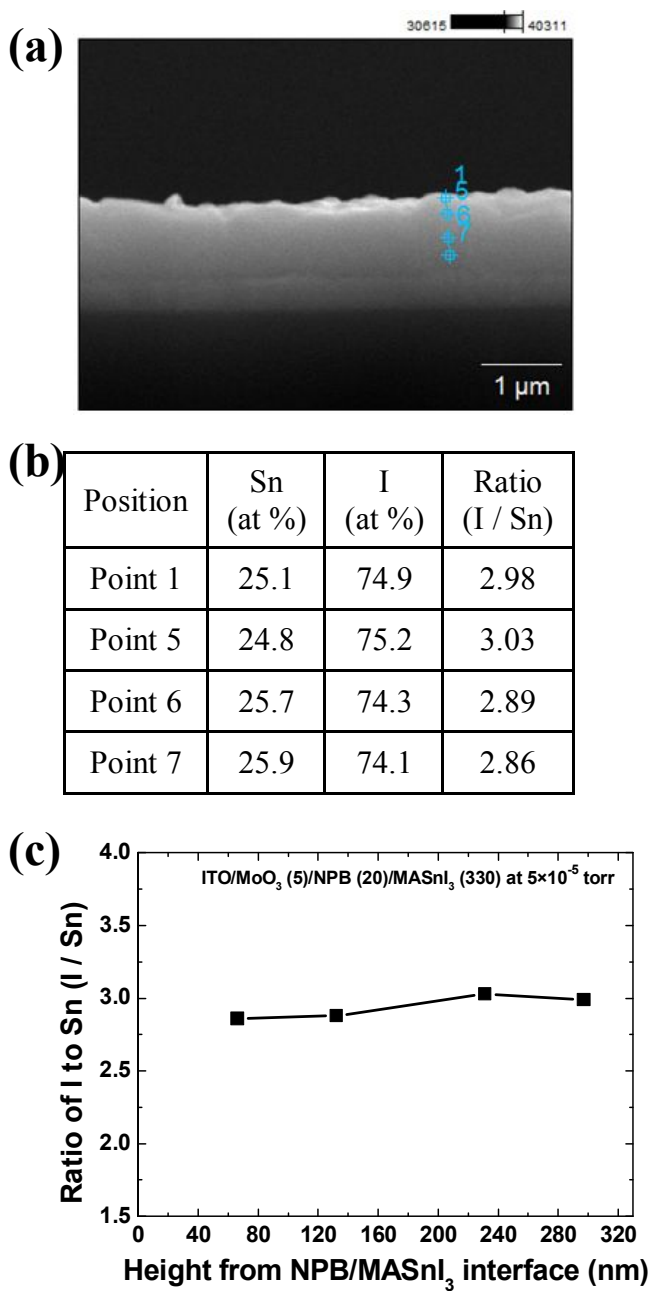 30615 40311
(a)
1
5
6
7
1 μm
(b)
Position Sn (at %) I (at %) Ratio (I / Sn)
Point 1 25.1 74.9 2.98
Point 5 24.8 75.2 3.03
Point 6 25.7 74.3 2.89
Point 7 25.9 74.1 2.86
(c)
ITO/MoO₃ (5)/NPB (20)/MASnI₃ (330) at 5×10⁻⁵ torr
Ratio of I to Sn (I / Sn)
4.0
3.5
3.0
2.5
2.0
1.5
0 40 80 120 160 200 240 280 320
Height from NPB/MASnI₃ interface (nm)